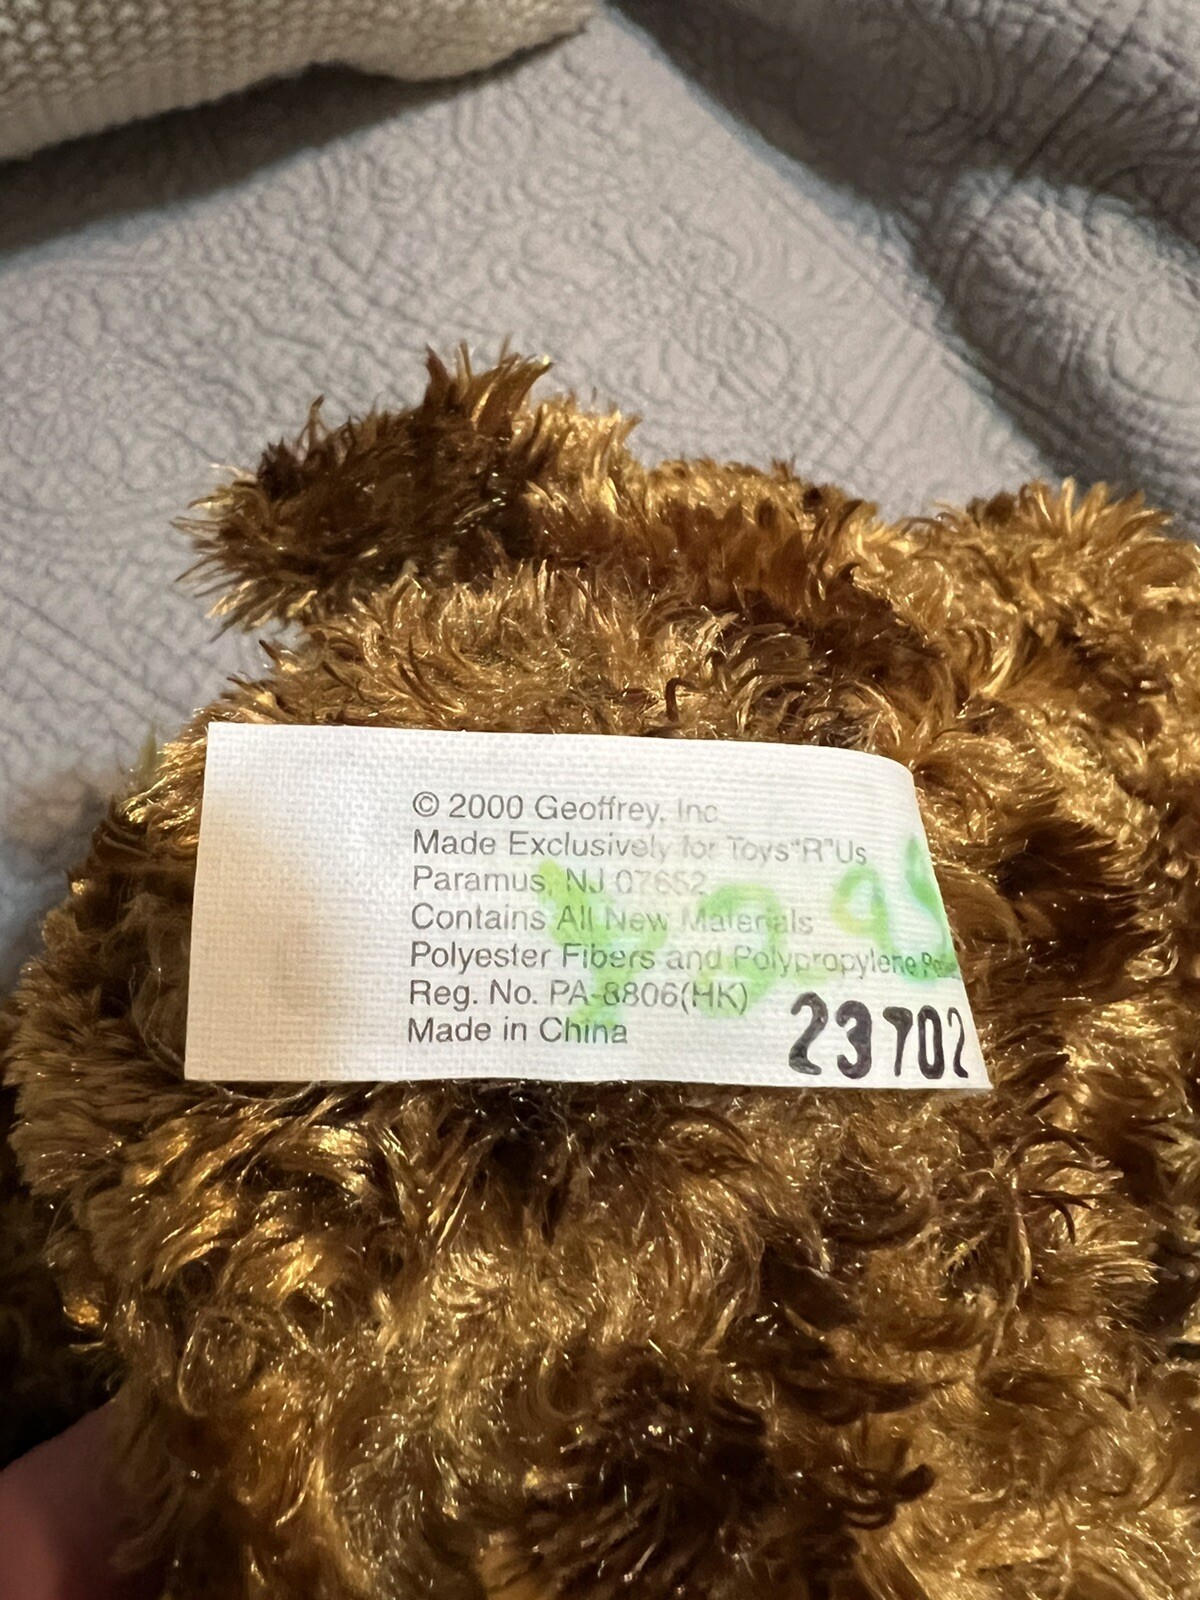 © 2000 Geoffrey, Inc.
Made Exclusively for Toys"R"Us
Paramus, NJ 07652
Contains All New Materials
Polyester Fibers and Polypropylene
Reg. No. PA-8806(HK)
Made in China
23702